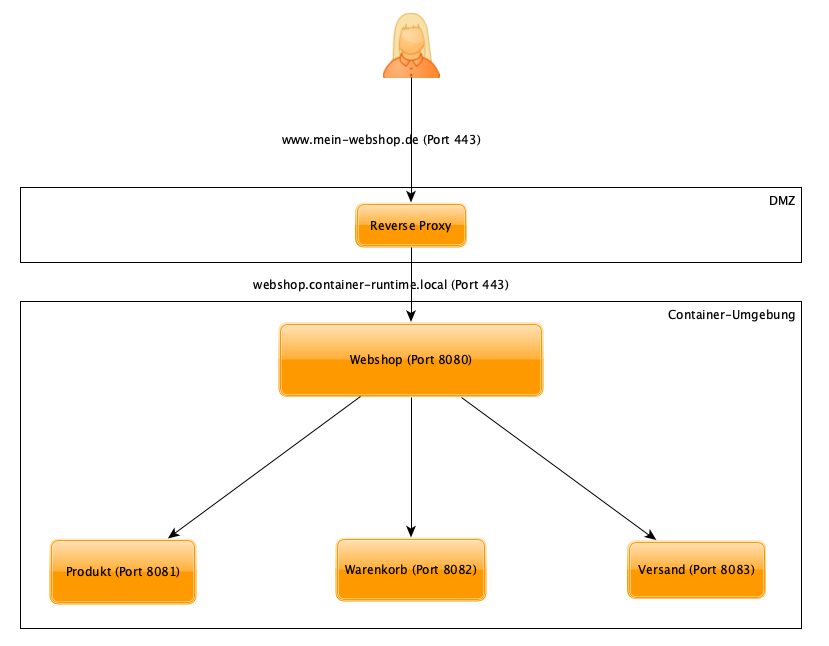 www.mein-webshop.de (Port 443)
DMZ
Reverse Proxy
webshop.container-runtime.local (Port 443)
Container-Umgebung
Webshop (Port 8080)
Produkt (Port 8081)
Warenkorb (Port 8082)
Versand (Port 8083)